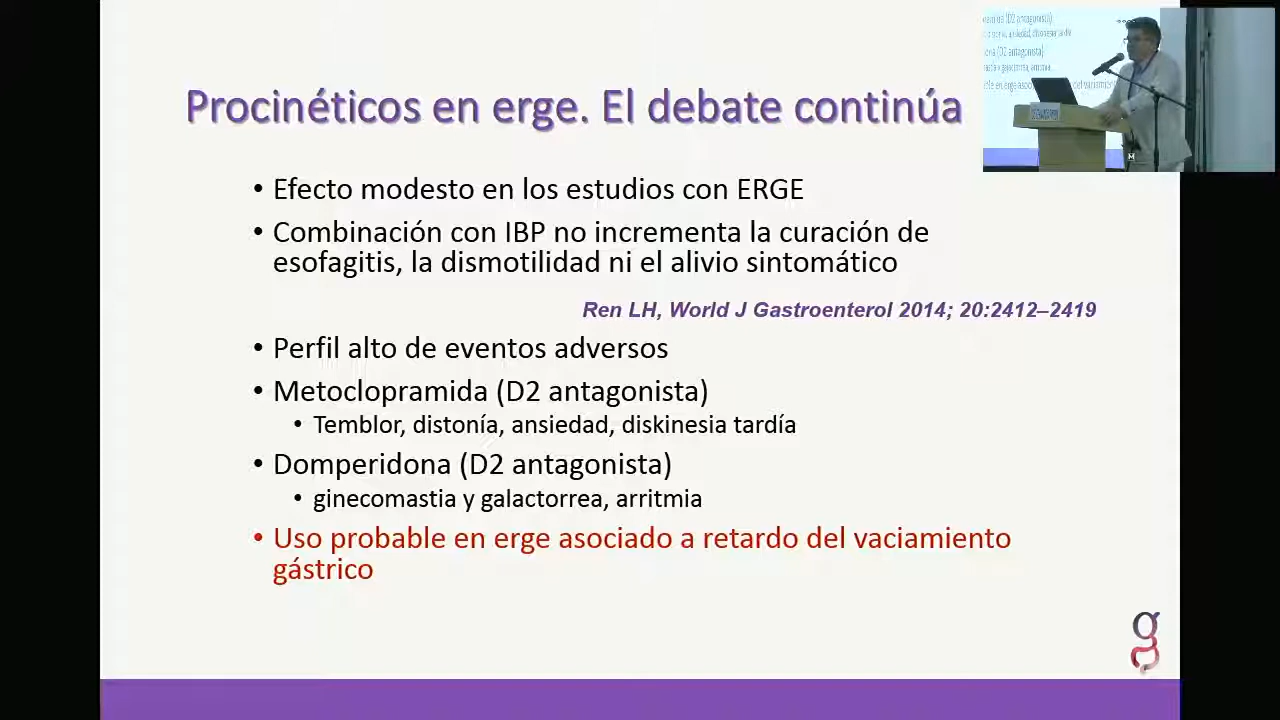 Procinéticos en erge. El debate continúa
• Efecto modesto en los estudios con ERGE
• Combinación con IBP no incrementa la curación de
esofagitis, la dismotilidad ni el alivio sintomático
Ren LH, World J Gastroenterol 2014; 20:2412–2419
• Perfil alto de eventos adversos
• Metoclopramida (D2 antagonista)
• Temblor, distonía, ansiedad, diskinesia tardía
• Domperidona (D2 antagonista)
• ginecomastia y galactorrea, arritmia
• Uso probable en erge asociado a retardo del vaciamiento
gástrico